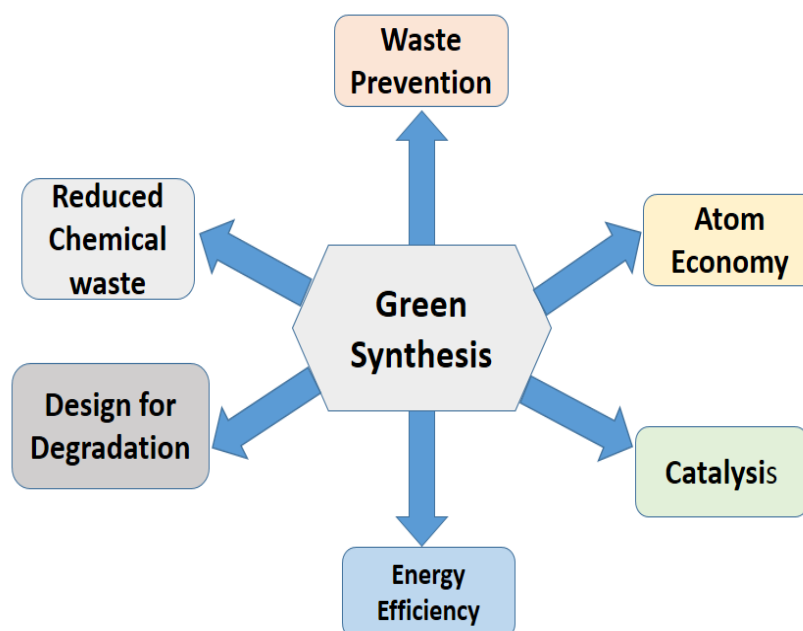 Waste
Prevention
Reduced
Chemical
waste
Atom
Economy
Green
Synthesis
Design for
Degradation
Catalysis
Energy
Efficiency